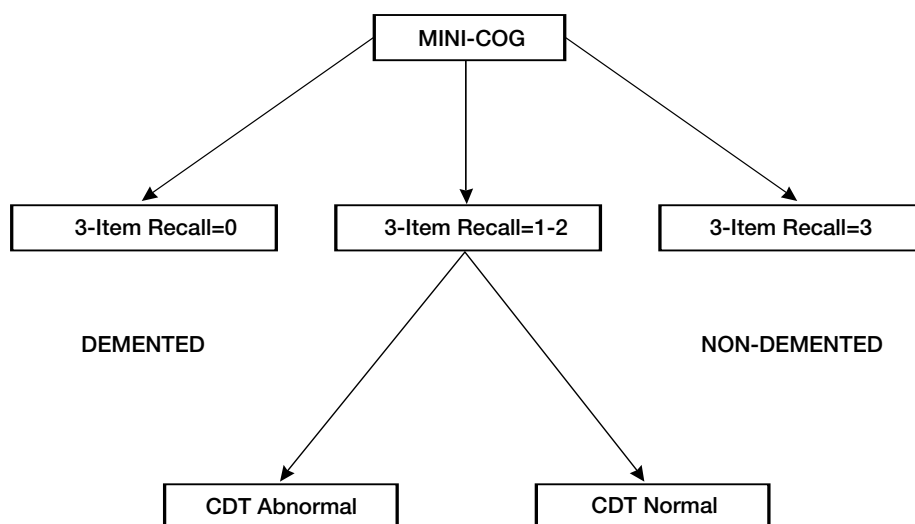 MINI-COG
3-Item Recall=0
3-Item Recall=1-2
3-Item Recall=3
DEMENTED
NON-DEMENTED
CDT Abnormal
CDT Normal